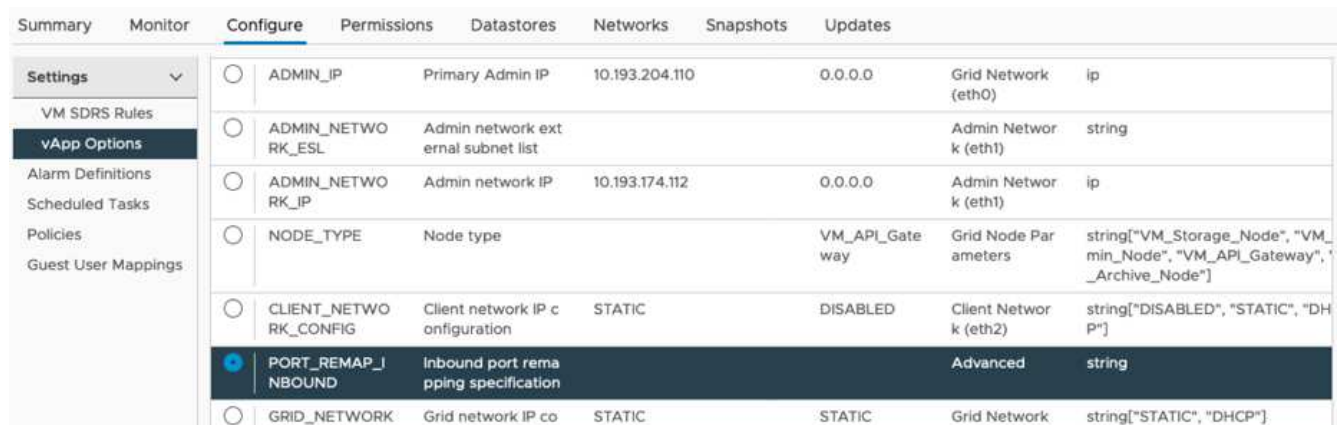 Summary Monitor Configure Permissions Datastores Networks Snapshots Updates
Settings
VM SDRS Rules
vApp Options
Alarm Definitions
Scheduled Tasks
Policies
Guest User Mappings
ADMIN_IP Primary Admin IP 10.193.204.110 0.0.0.0 Grid Network ip
(eth0)
ADMIN_NETWO Admin network ext Admin Networ string
RK_ESL ernal subnet list k (eth1)
ADMIN_NETWO Admin network IP 10.193.174.112 0.0.0.0 Admin Networ ip
RK_IP k (eth1)
NODE_TYPE Node type VM_API_Gate Grid Node Par string["VM_Storage_Node", "VM_
way ameters min_Node", "VM_API_Gateway", "
_Archive_Node"]
CLIENT_NETWO Client network IP c STATIC DISABLED Client Networ string["DISABLED", "STATIC", "DH
RK_CONFIG onfiguration k (eth2) P"]
PORT_REMAP_I Inbound port rema Advanced string
NBOUND pping specification
GRID_NETWORK Grid network IP co STATIC STATIC Grid Network string["STATIC", "DHCP"]